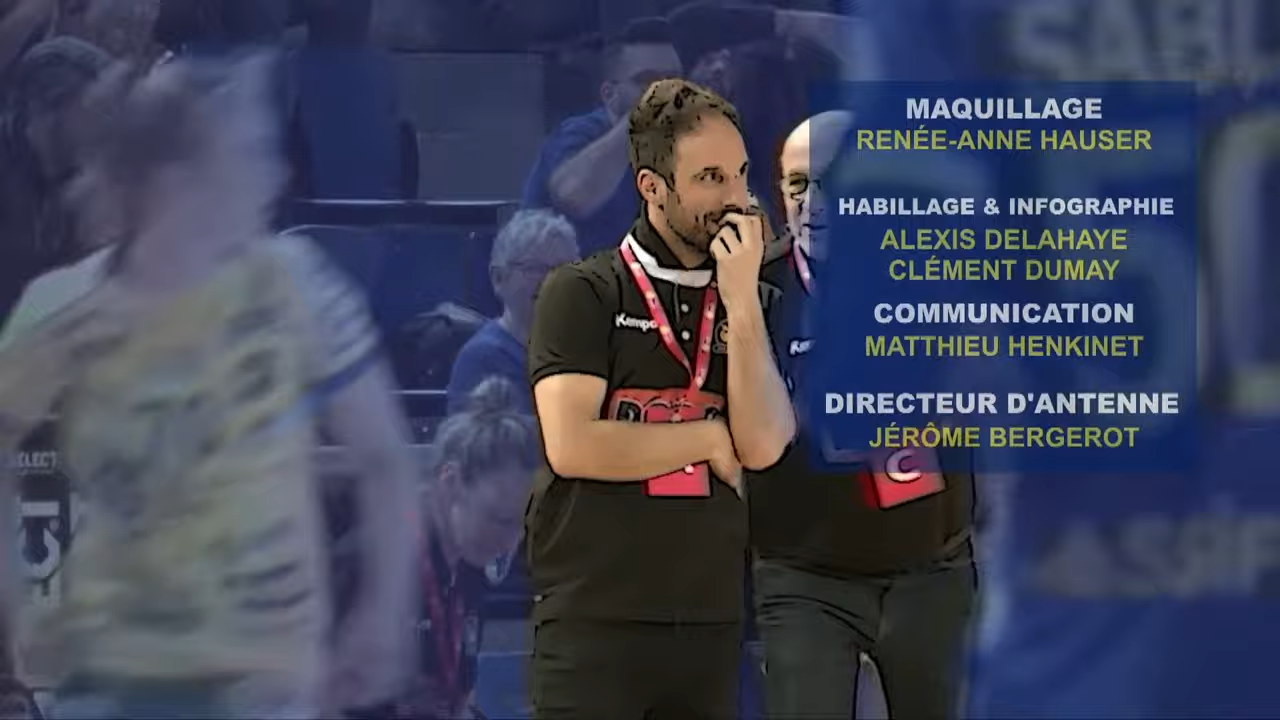 MAQUILLAGE
RENÉE-ANNE HAUSER
HABILLAGE & INFOGRAPHIE
ALEXIS DELAHAYE
CLÉMENT DUMAY
COMMUNICATION
MATTHIEU HENKINET
DIRECTEUR D'ANTENNE
JÉRÔME BERGEROT
Kempa
C